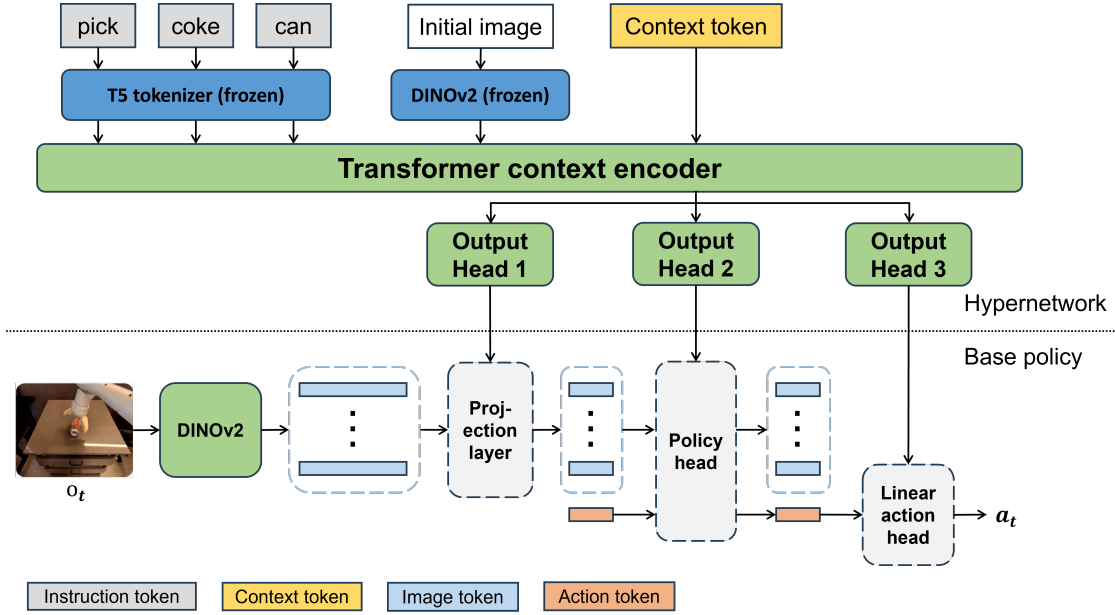 pick
coke
can
Initial image
Context token
T5 tokenizer (frozen)
DINOv2 (frozen)
Transformer context encoder
Output
Head 1
Output
Head 2
Output
Head 3
Hypernetwork
Base policy
DINOv2
Proj-
ection
layer
Policy
head
Linear
action
head
o_t
a_t
Instruction token
Context token
Image token
Action token